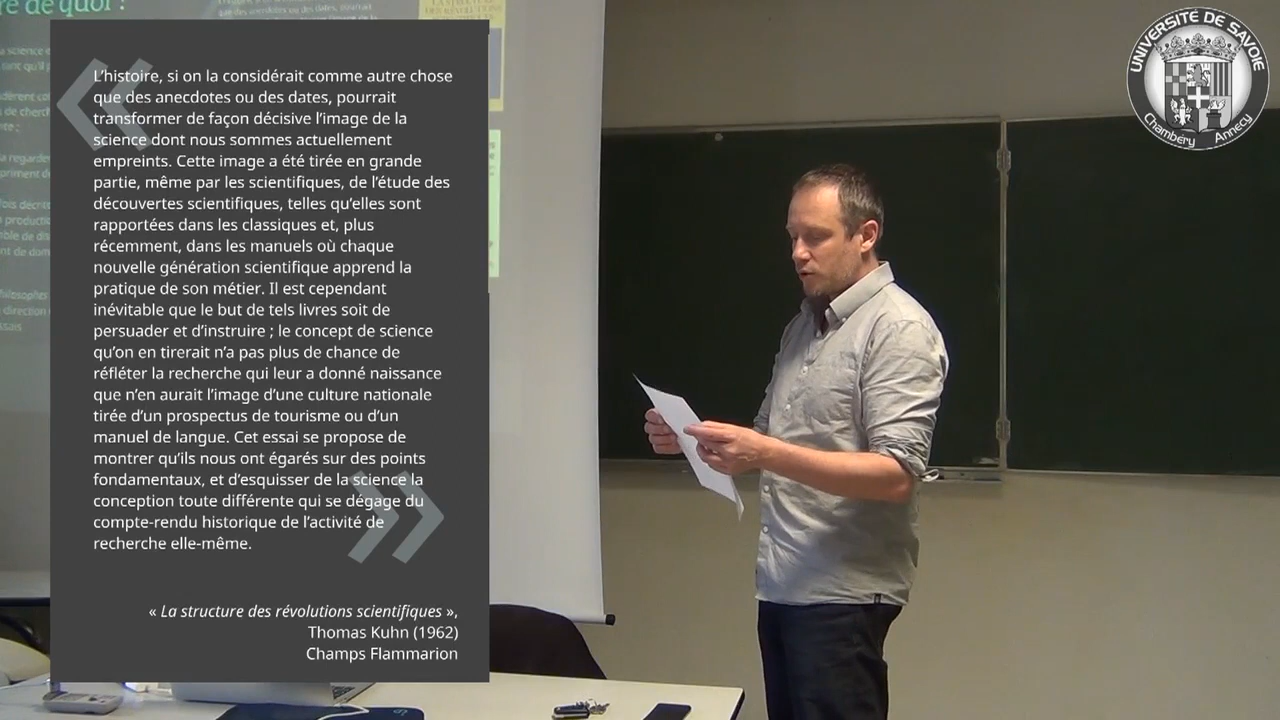 re de quoi :
L'histoire, si on la considérait comme autre chose
que des anecdotes ou des dates, pourrait
transformer de façon décisive l'image de la
science dont nous sommes actuellement
empreints. Cette image a été tirée en grande
partie, même par les scientifiques, de l'étude des
découvertes scientifiques, telles qu'elles sont
rapportées dans les classiques et, plus
récemment, dans les manuels où chaque
nouvelle génération scientifique apprend la
pratique de son métier. Il est cependant
inévitable que le but de tels livres soit de
persuader et d'instruire ; le concept de science
qu'on en tirerait n'a pas plus de chance de
réfléter la recherche qui leur a donné naissance
que n'en aurait l'image d'une culture nationale
tirée d'un prospectus de tourisme ou d'un
manuel de langue. Cet essai se propose de
montrer qu'ils nous ont égarés sur des points
fondamentaux, et d'esquisser de la science la
conception toute différente qui se dégage du
compte-rendu historique de l'activité de
recherche elle-même.
« La structure des révolutions scientifiques »,
Thomas Kuhn (1962)
Champs Flammarion
UNIVERSITÉ DE SAVOIE
Chambéry Annecy